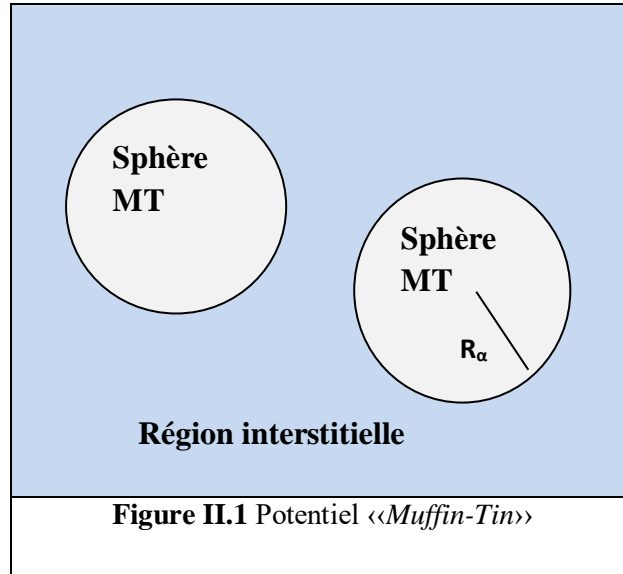 Sphère
MT
Sphère
MT
Rα
Région interstitielle
Figure II.1 Potentiel ‹‹Muffin-Tin››